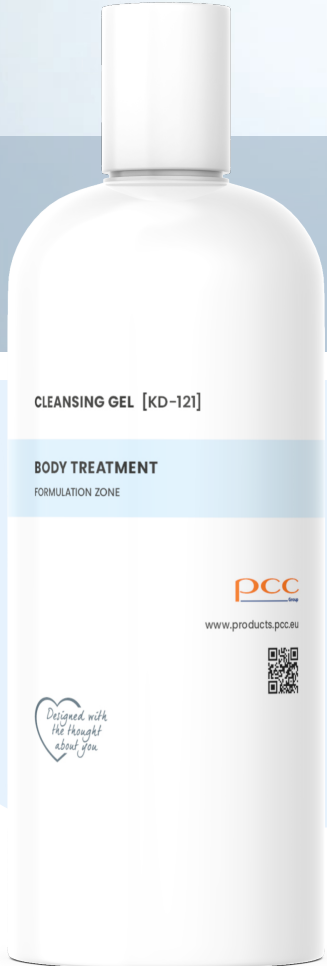 CLEANSING GEL [KD-121]
BODY TREATMENT
FORMULATION ZONE
pcc
Group
www.products.pcc.eu
Designed with
the thought
about you